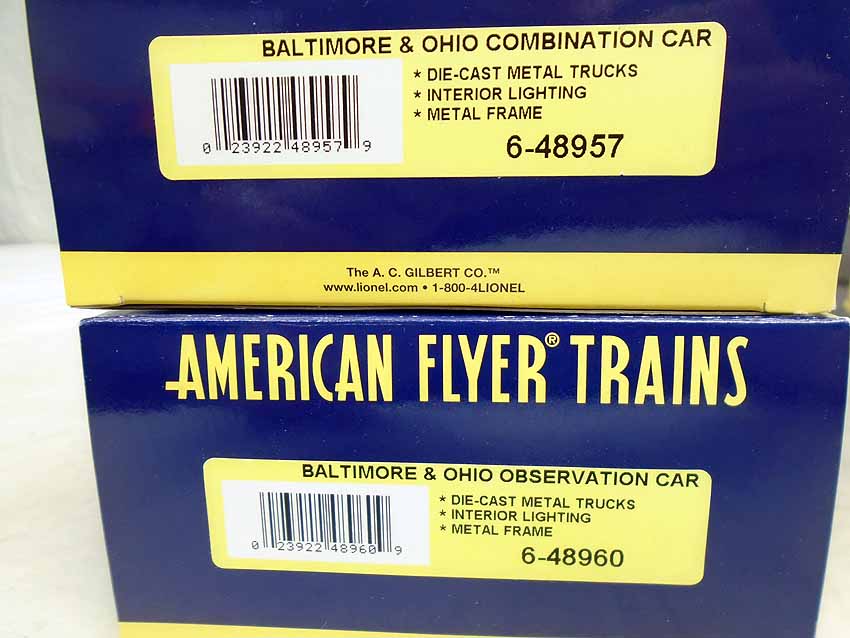 BALTIMORE & OHIO COMBINATION CAR
* DIE-CAST METAL TRUCKS
* INTERIOR LIGHTING
* METAL FRAME
0 23922 48957 9
6-48957
The A. C. GILBERT CO.™
www.lionel.com • 1-800-4LIONEL
AMERICAN FLYER® TRAINS
BALTIMORE & OHIO OBSERVATION CAR
* DIE-CAST METAL TRUCKS
* INTERIOR LIGHTING
* METAL FRAME
0 23922 48960 9
6-48960